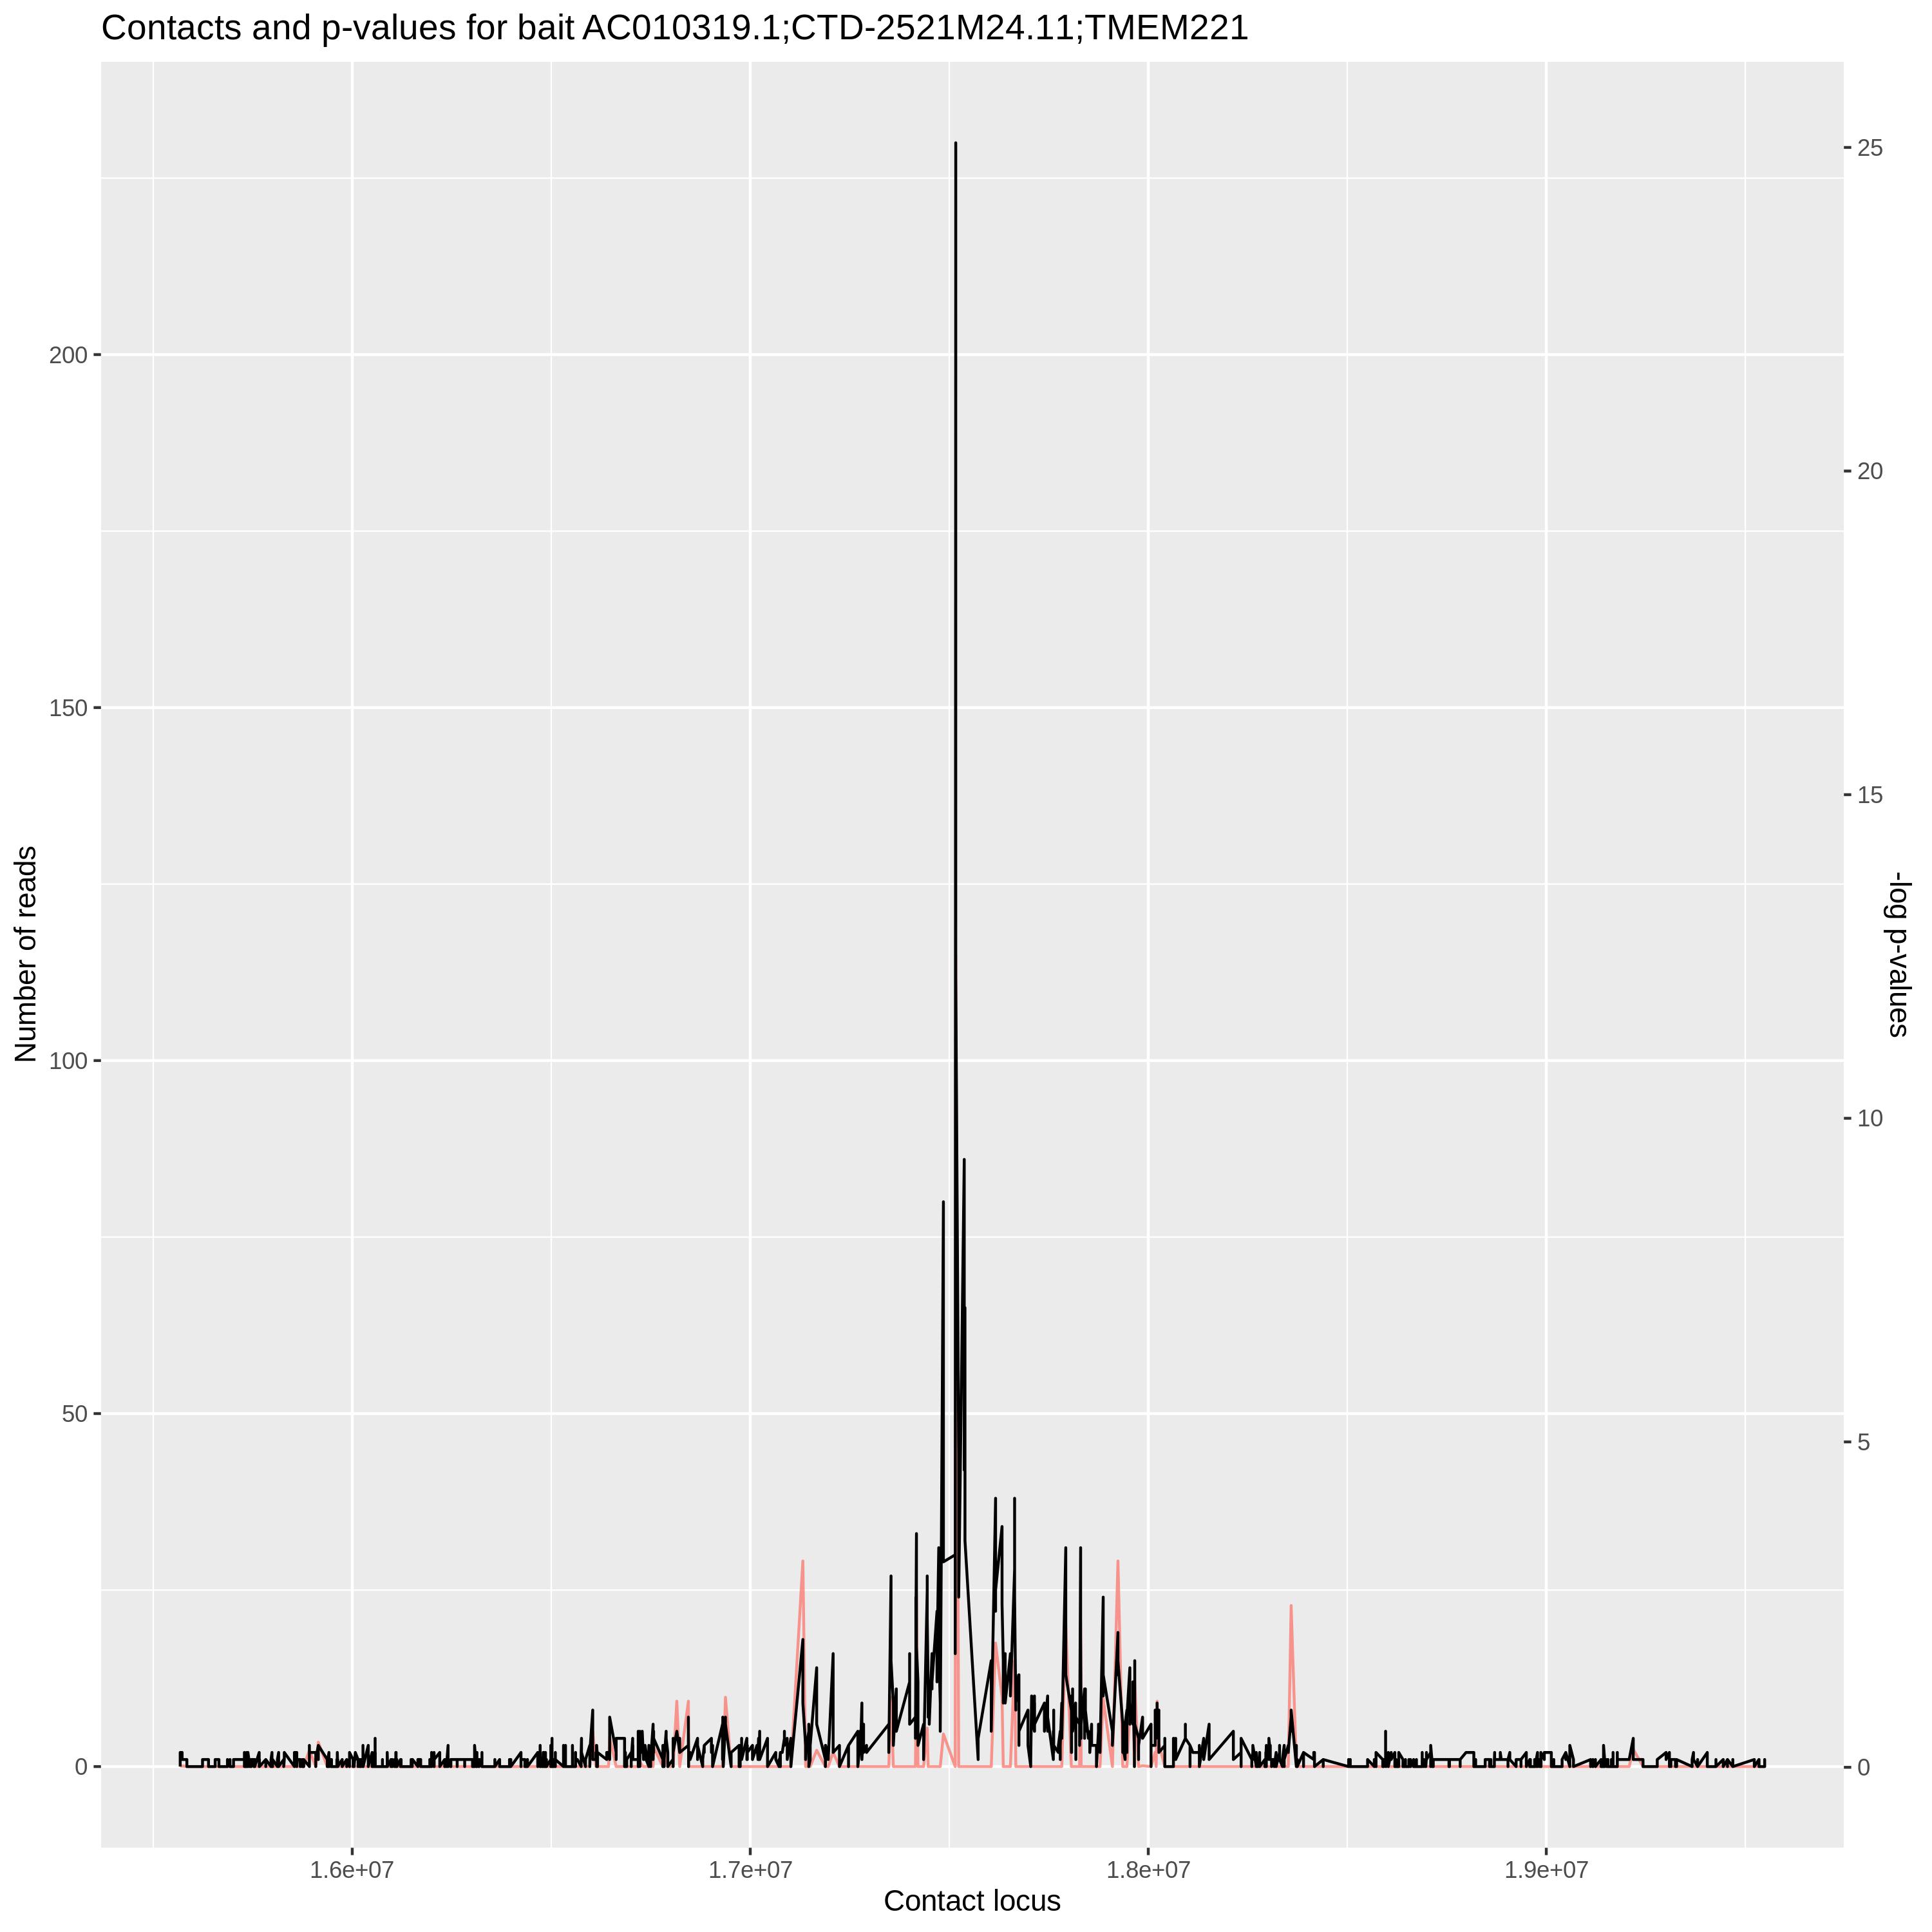 Contacts and p-values for bait AC010319.1;CTD-2521M24.11;TMEM221
Number of reads
200
150
100
50
0
25
20
15
10
5
0
-log p-values
1.6e+07 1.7e+07 1.8e+07 1.9e+07
Contact locus